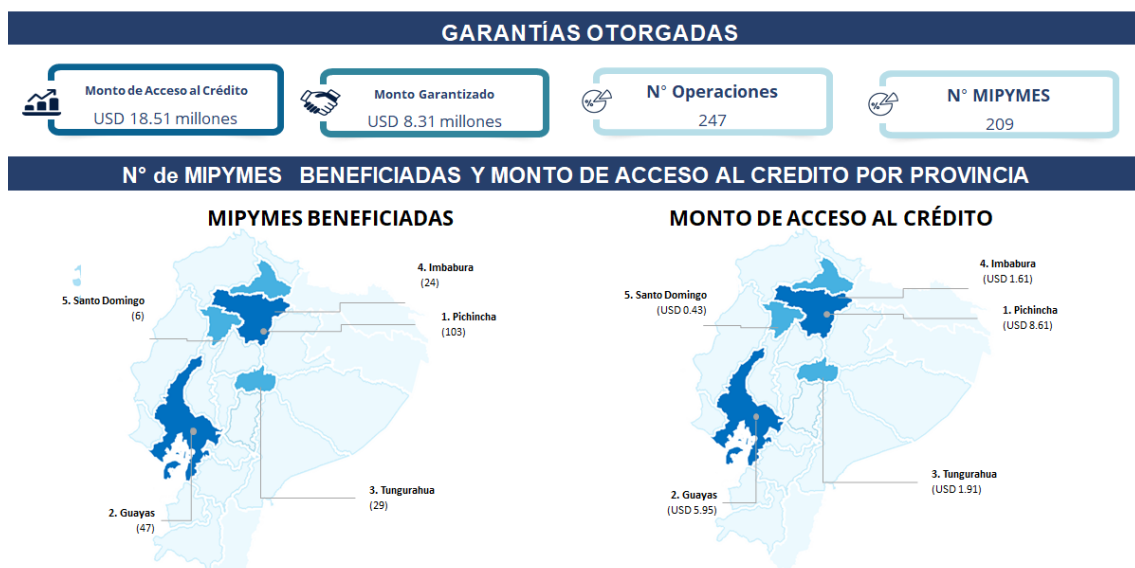 GARANTÍAS OTORGADAS
Monto de Acceso al Crédito
USD 18.51 millones
Monto Garantizado
USD 8.31 millones
N° Operaciones
247
N° MIPYMES
209
N° de MIPYMES BENEFICIADAS Y MONTO DE ACCESO AL CREDITO POR PROVINCIA
MIPYMES BENEFICIADAS
4. Imbabura
(24)
5. Santo Domingo
(6)
1. Pichincha
(103)
3. Tungurahua
(29)
2. Guayas
(47)
MONTO DE ACCESO AL CRÉDITO
4. Imbabura
(USD 1.61)
5. Santo Domingo
(USD 0.43)
1. Pichincha
(USD 8.61)
3. Tungurahua
(USD 1.91)
2. Guayas
(USD 5.95)